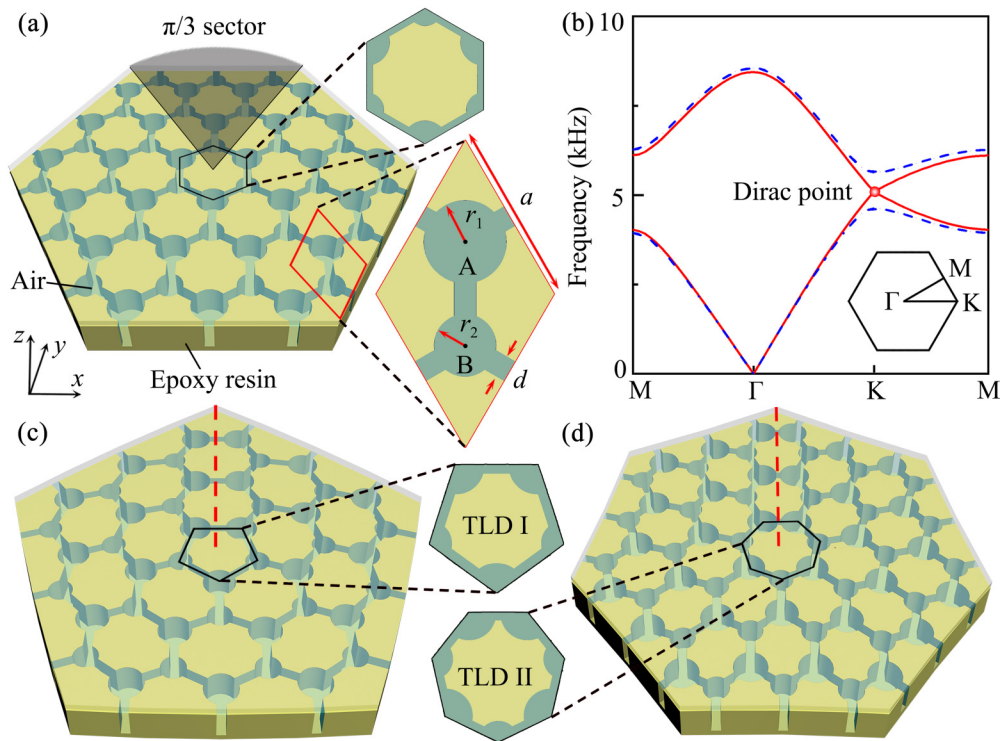 (a)
π/3 sector
a
r1
A
r2
B
d
Air
z
y
x
Epoxy resin
(b)
10
5
0
Frequency (kHz)
Dirac point
M
Γ
K
M
Γ
K
M
(c)
TLD I
TLD II
(d)